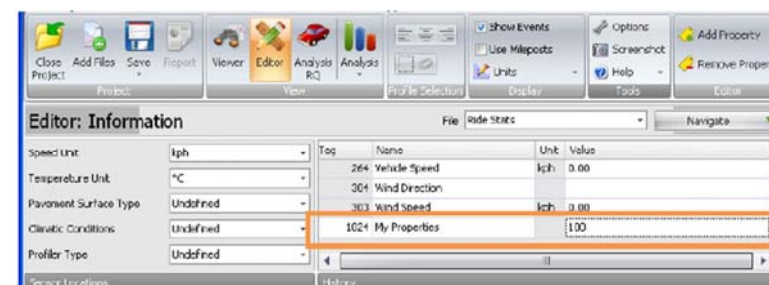 Show Events
Use Mileposts
Units
Options
Screenshot
Help
Add Property
Remove Proper
Close Project
Add Files
Save
Report
Viewer
Editor
Analysis RQ
Analysis
Project
View
Profile Selection
Display
Tools
Editor
Editor: Information
File
Ride Stats
Navigate
Speed Unit
kph
Temperature Unit
°C
Pavement Surface Type
Undefined
Climatic Conditions
Undefined
Profiler Type
Undefined
Tag Name Unit Value
264 Vehicle Speed kph 0.00
304 Wind Direction
303 Wind Speed kph 0.00
1024 My Properties 100
Sensor Locations
History